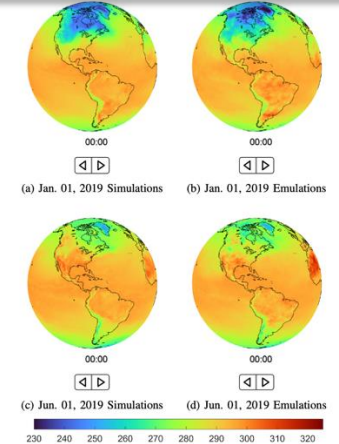 00:00 00:00
(a) Jan. 01, 2019 Simulations (b) Jan. 01, 2019 Emulations
00:00 00:00
(c) Jun. 01, 2019 Simulations (d) Jun. 01, 2019 Emulations
230 240 250 260 270 280 290 300 310 320